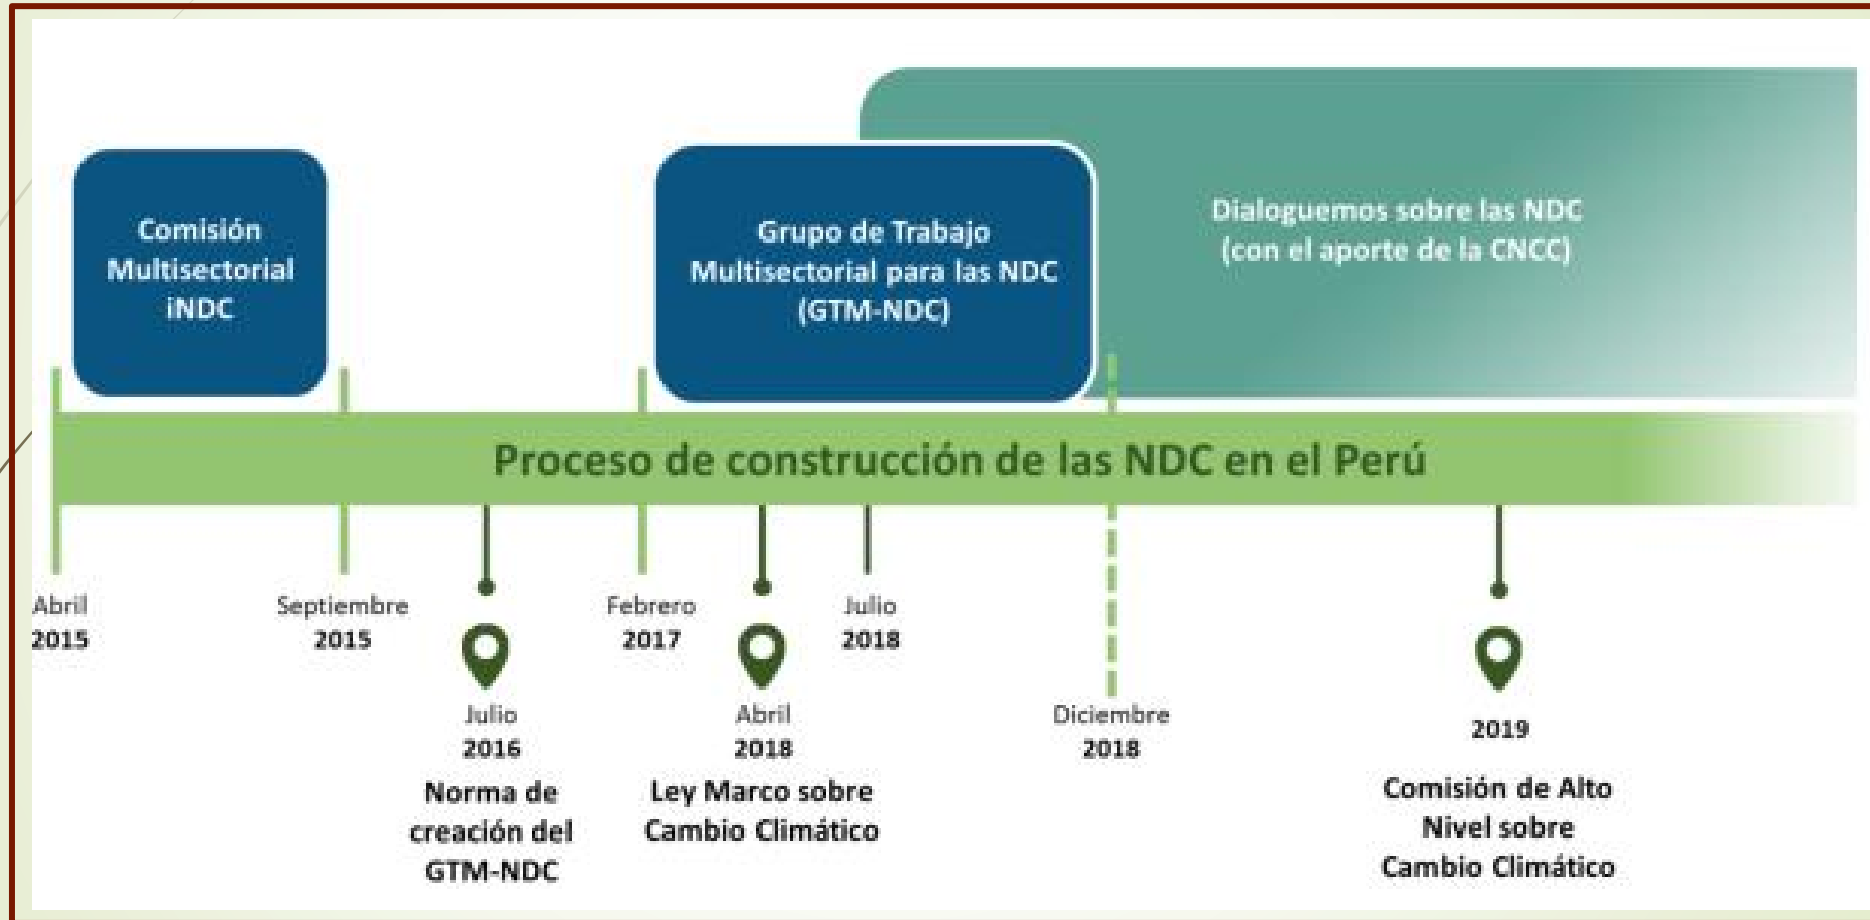 Comisión
Multisectorial
iNDC
Grupo de Trabajo
Multisectorial para las NDC
(GTM-NDC)
Dialoguemos sobre las NDC
(con el aporte de la CNCC)
Proceso de construcción de las NDC en el Perú
Abril
2015
Septiembre
2015
Julio
2016
Norma de
creación del
GTM-NDC
Febrero
2017
Abril
2018
Ley Marco sobre
Cambio Climático
Julio
2018
Diciembre
2018
2019
Comisión de Alto
Nivel sobre
Cambio Climático